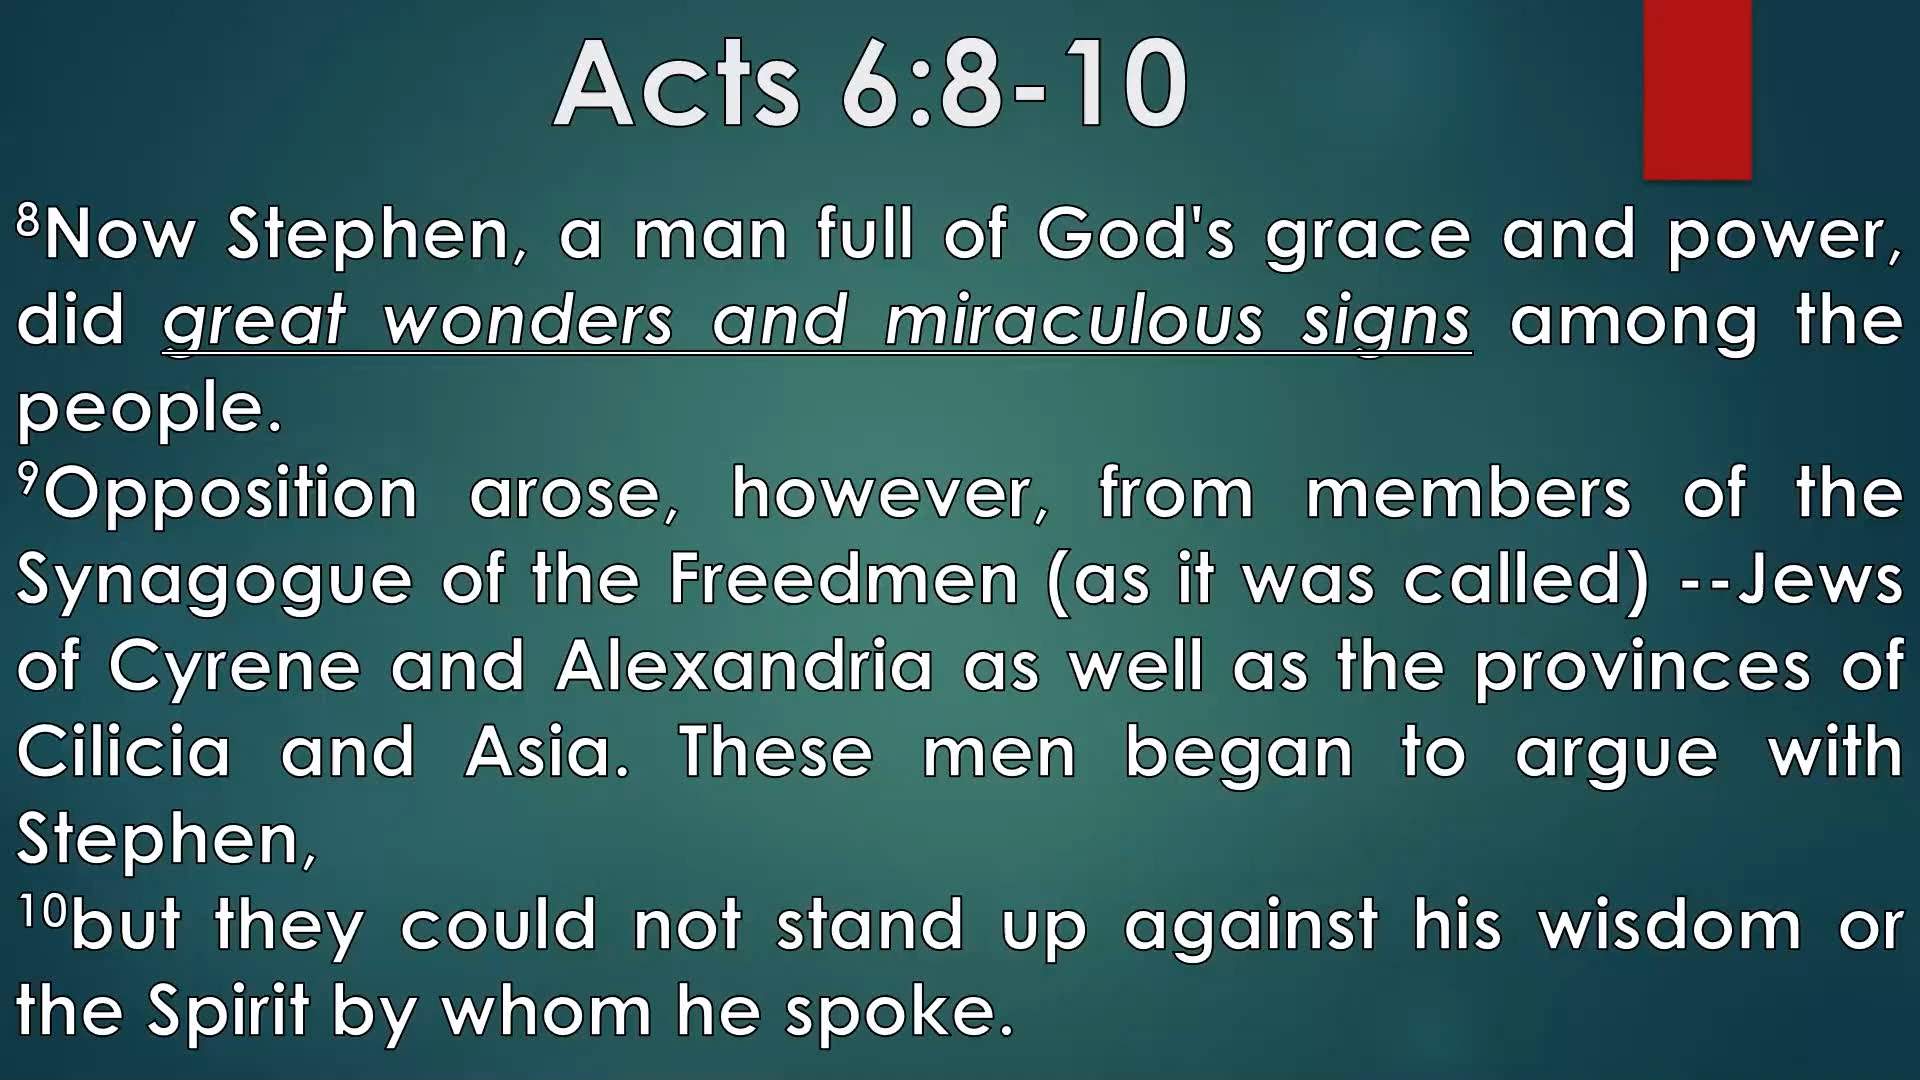 Acts 6:8-10
⁸Now Stephen, a man full of God's grace and power,
did great wonders and miraculous signs among the
people.
⁹Opposition arose, however, from members of the
Synagogue of the Freedmen (as it was called) --Jews
of Cyrene and Alexandria as well as the provinces of
Cilicia and Asia. These men began to argue with
Stephen,
¹⁰but they could not stand up against his wisdom or
the Spirit by whom he spoke.